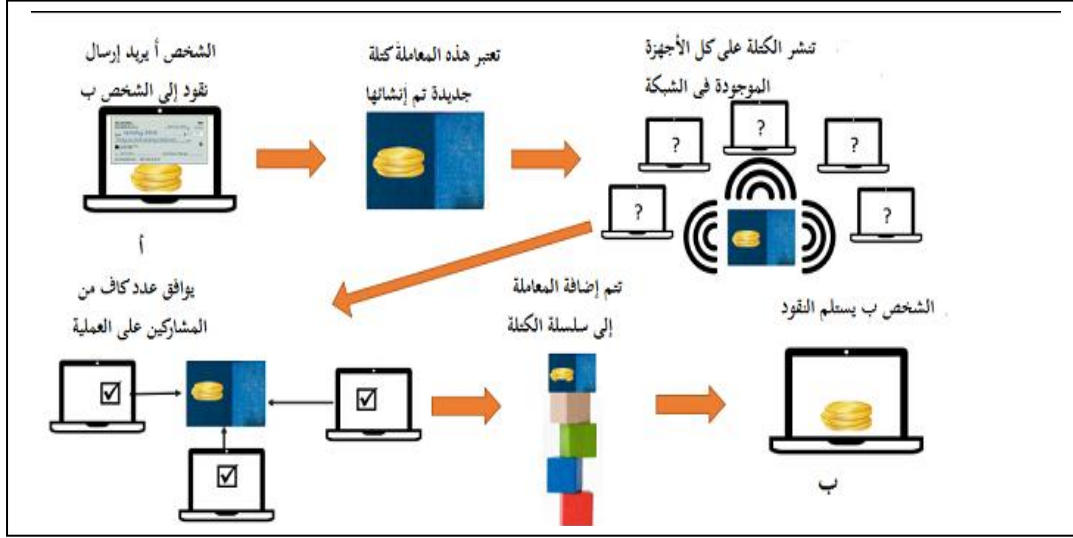 الشخص أ يريد إرسال
نقود إلى الشخص ب
تعتبر هذه المعاملة كتلة
جديدة تم إنشائها
تنشر الكتلة على كل الأجهزة
الموجودة في الشبكة
?
?
?
?
?
أ
يوافق عدد كاف من
المشاركين على العملية
تتم إضافة المعاملة
إلى سلسلة الكتلة
الشخص ب يستلم النقود
ب